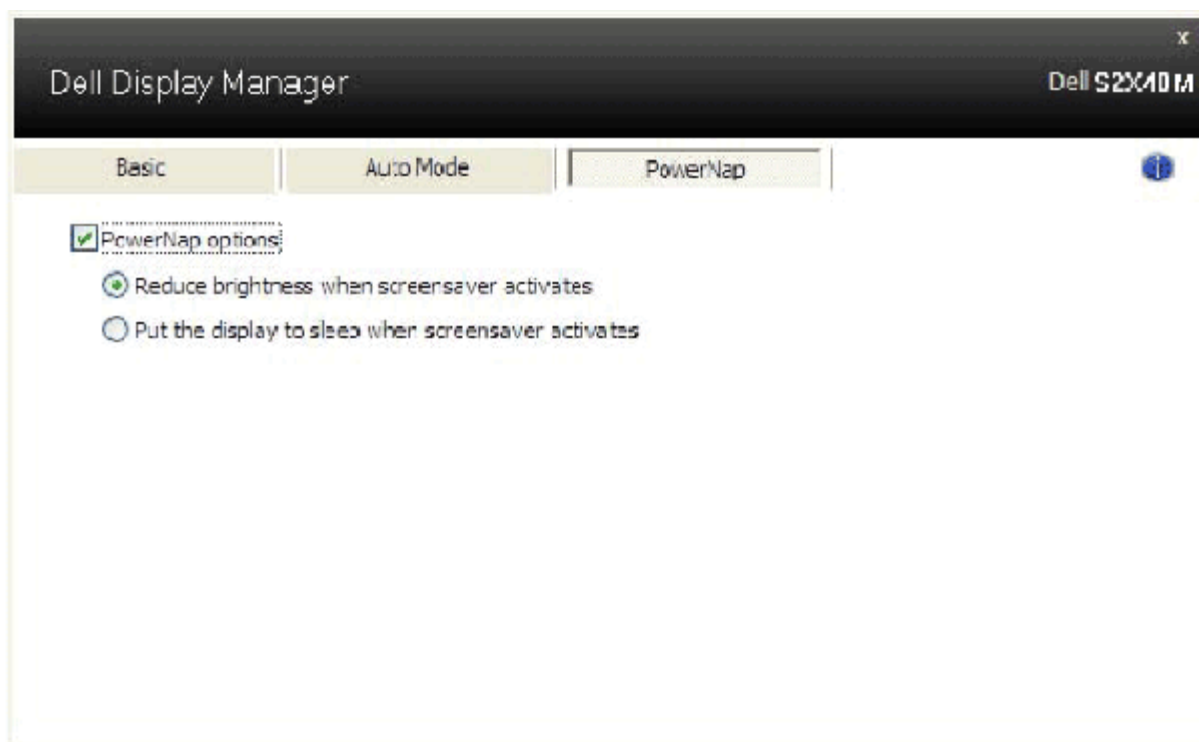 x
Dell Display Manager
Dell S2X40M
Basic
Auto Mode
PowerNap
PowerNap options
Reduce brightness when screensaver activates
Put the display to sleep when screensaver activates